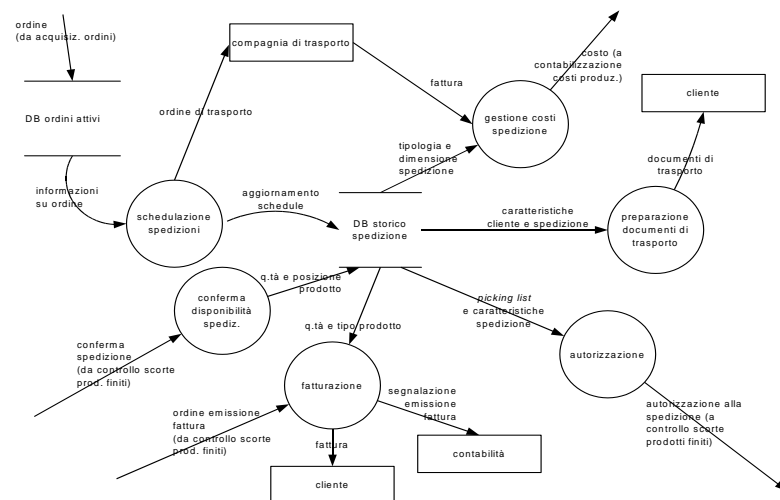 ordine
(da acquisiz. ordini)
compagnia di trasporto
costo (a
contabilizzazione
costi produz.)
fattura
cliente
DB ordini attivi
ordine di trasporto
gestione costi
spedizione
tipologia e
dimensione
spedizione
documenti di
trasporto
informazioni
su ordine
aggiornamento
schedule
schedulazione
spedizioni
DB storico
spedizione
caratteristiche
cliente e spedizione
preparazione
documenti di
trasporto
q.tà e posizione
prodotto
conferma
disponibilità
spediz.
picking list
e caratteristiche
spedizione
q.tà e tipo prodotto
conferma
spedizione
(da controllo scorte
prod. finiti)
autorizzazione
fatturazione
segnalazione
emissione
fattura
ordine emissione
fattura
(da controllo scorte
prod. finiti)
autorizzazione alla
spedizione (a
controllo scorte
prodotti finiti)
fattura
contabilità
cliente